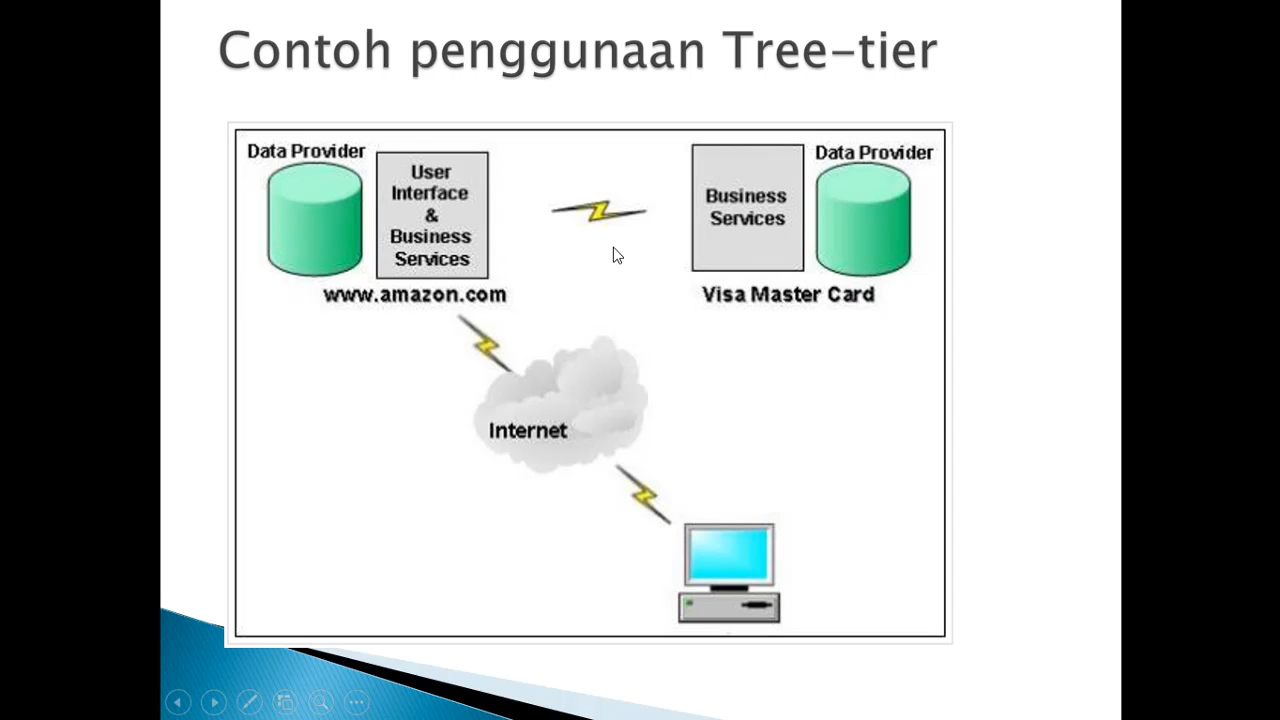 Contoh penggunaan Tree-tier
Data Provider
User
Interface
&
Business
Services
www.amazon.com
Business
Services
Data Provider
Visa Master Card
Internet